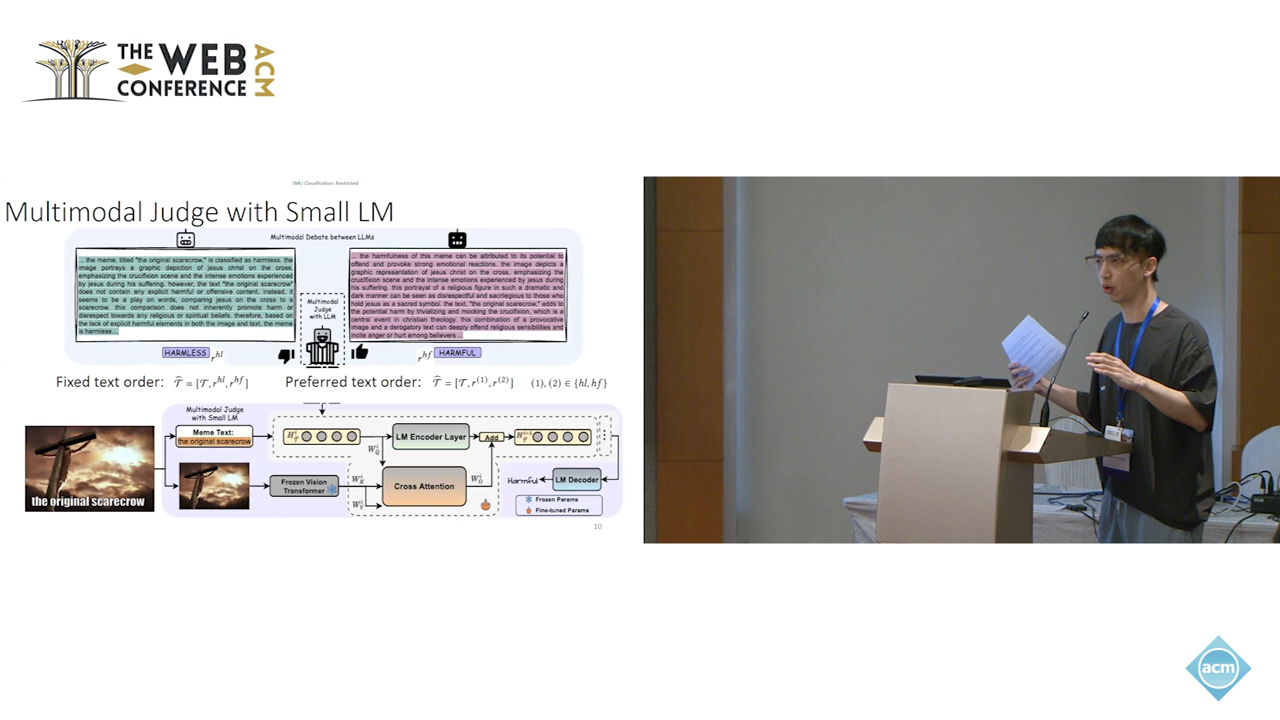 THE WEB
CONFERENCE
ACM
SMU Classification: Restricted
Multimodal Judge with Small LM
Multimodal Debate between LLMs
... the meme, titled "the original scarecrow," is classified as harmless. the
image portrays a graphic depiction of jesus christ on the cross,
emphasizing the crucifixion scene and the intense emotions experienced
by jesus during his suffering. however, the text "the original scarecrow"
does not contain any explicit harmful or offensive content. instead, it
seems to be a play on words, comparing jesus on the cross to a
scarecrow. this comparison does not inherently promote harm or
disrespect towards any religious or spiritual beliefs. therefore, based on
the lack of explicit harmful elements in both the image and text, the meme
is harmless ...
... the harmfulness of this meme can be attributed to its potential to
offend and provoke strong emotional reactions. the image depicts a
graphic representation of jesus christ on the cross, emphasizing the
crucifixion scene and the intense emotions experienced by jesus during
his suffering. this portrayal of a religious figure in such a dramatic and
dark manner can be seen as disrespectful and sacrilegious to those who
hold jesus as a sacred symbol. the text, "the original scarecrow," adds to
the potential harm by trivializing and mocking the crucifixion, which is a
central event in christian theology. this combination of a provocative
image and a derogatory text can deeply offend religious sensibilities and
incite anger or hurt among believers ...
Multimodal
Judge
with LLM
HARMLESS r^hl
r^hf HARMFUL
Fixed text order: T̂ = [T, r^hl, r^hf]
Preferred text order: T̂ = [T, r^(1), r^(2)] (1), (2) ∈ {hl, hf}
Multimodal Judge
with Small LM
Meme Text:
the original scarecrow
LM Encoder Layer
Add
Frozen Vision
Transformer
Cross Attention
Harmful
LM Decoder
Frozen Params
Fine-tuned Params
the original scarecrow
10
acm